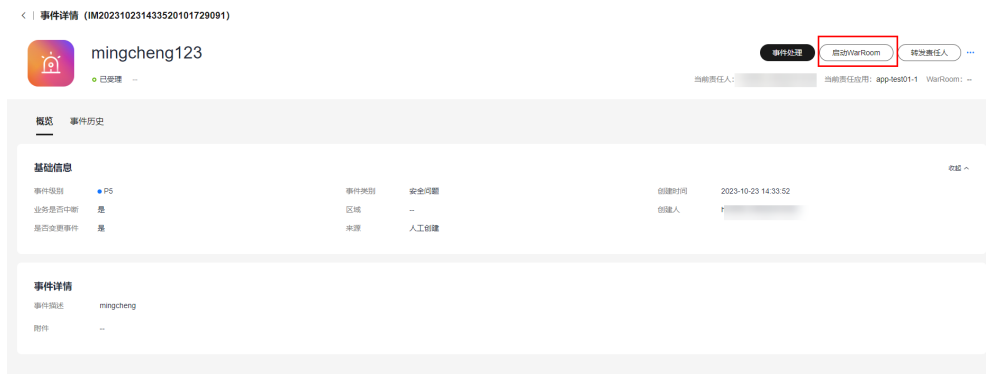 事件详情（IM202310231433520101729091）
mingcheng123
事件处理 启动WarRoom 转发责任人 ...
已受理 --
当前责任人： 当前责任应用：app-test01-1 WarRoom：--
概览 事件历史
基础信息 收起
事件级别 P5 事件类别 安全问题 创建时间 2023-10-23 14:33:52
业务是否中断 是 区域 -- 创建人 h
是否变更事件 是 来源 人工创建
事件详情
事件描述 mingcheng
附件 --